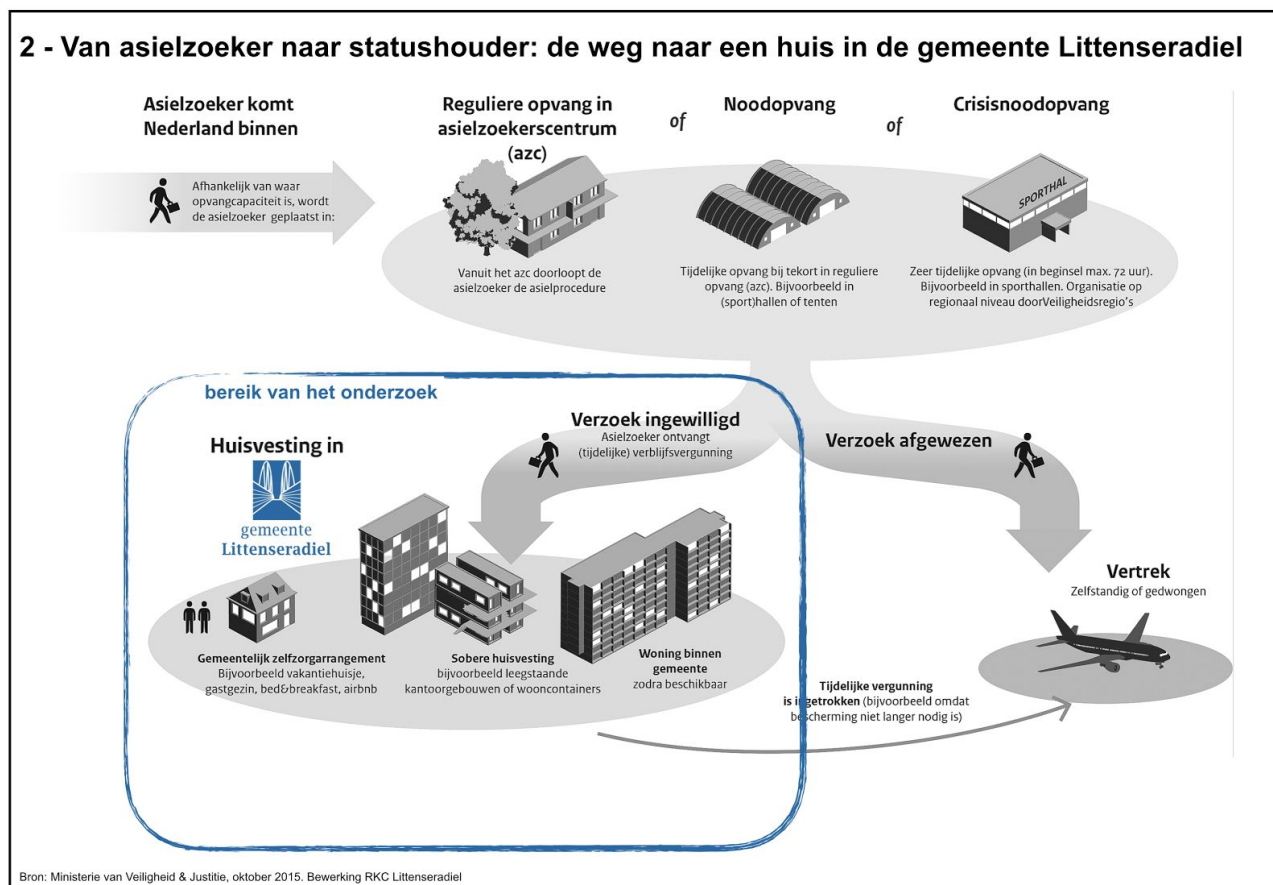 2 - Van asielzoeker naar statushouder: de weg naar een huis in de gemeente Littenseradiel
Asielzoeker komt
Nederland binnen
Afhankelijk van waar
opvangcapaciteit is, wordt
de asielzoeker geplaatst in:
Reguliere opvang in
asielzoekerscentrum
(azc)
of
Noodopvang
of
Crisisnoodopvang
SPORTHAL
Vanuit het azc doorloopt de
asielzoeker de asielprocedure
Tijdelijke opvang bij tekort in reguliere
opvang (azc). Bijvoorbeeld in
(sport)hallen of tenten
Zeer tijdelijke opvang (in beginsel max. 72 uur).
Bijvoorbeeld in sporthallen. Organisatie op
regionaal niveau doorVeiligheidsregio's
bereik van het onderzoek
Verzoek ingewilligd
Asielzoeker ontvangt
(tijdelijke) verblijfsvergunning
Verzoek afgewezen
Huisvesting in
gemeente
Littenseradiel
Gemeentelijk zelfzorgarrangement
Bijvoorbeeld vakantiehuisje,
gastgezin, bed&breakfast, airbnb
Sobere huisvesting
bijvoorbeeld leegstaande
kantoorgebouwen of wooncontainers
Woning binnen
gemeente
zodra beschikbaar
Vertrek
Zelfstandig of gedwongen
Tijdelijke vergunning
is ingetrokken (bijvoorbeeld omdat
bescherming niet langer nodig is)
Bron: Ministerie van Veiligheid & Justitie, oktober 2015. Bewerking RKC Littenseradiel